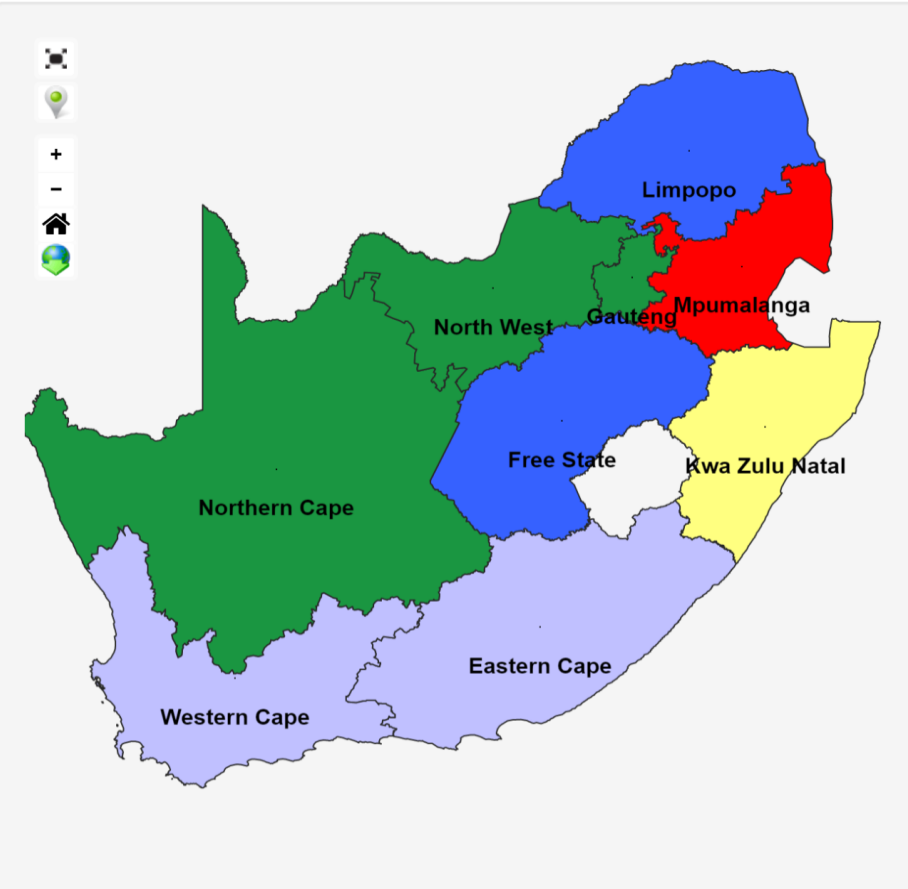 +
−
Limpopo
Mpumalanga
Gauteng
North West
Free State
Kwa Zulu Natal
Northern Cape
Eastern Cape
Western Cape